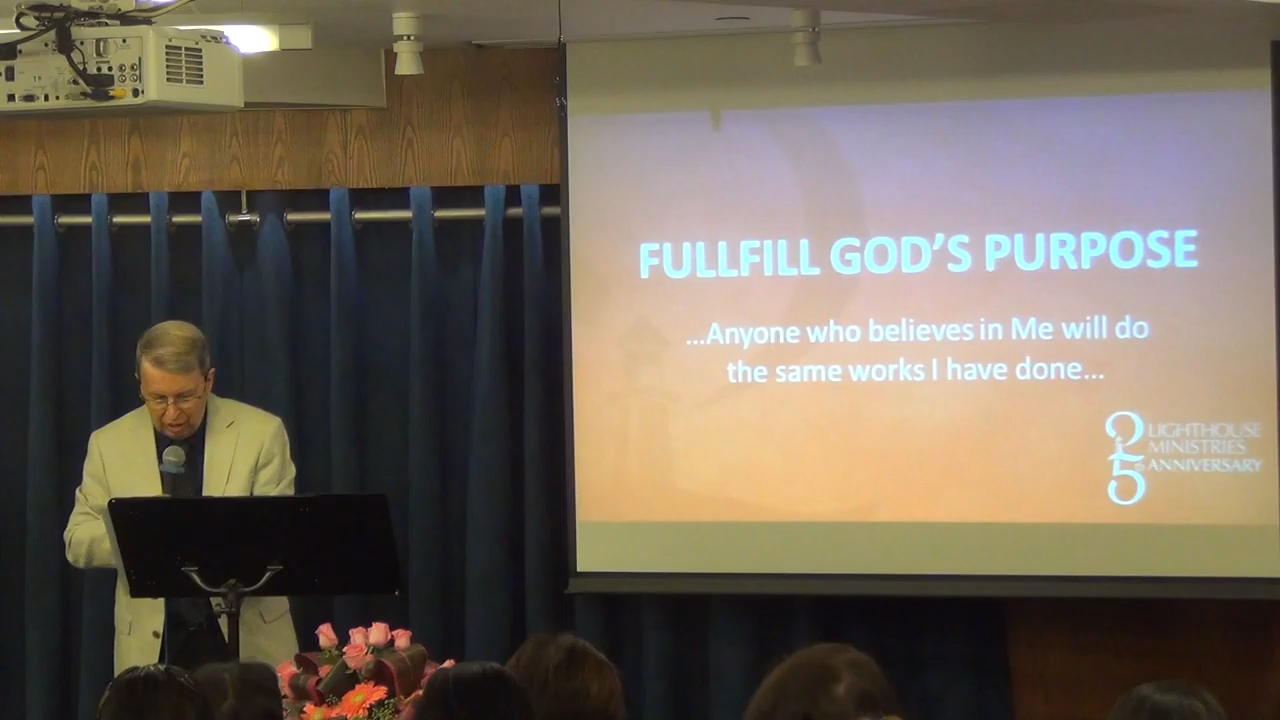 FULLFILL GOD'S PURPOSE
...Anyone who believes in Me will do
the same works I have done...
25 LIGHTHOUSE
MINISTRIES
ANNIVERSARY